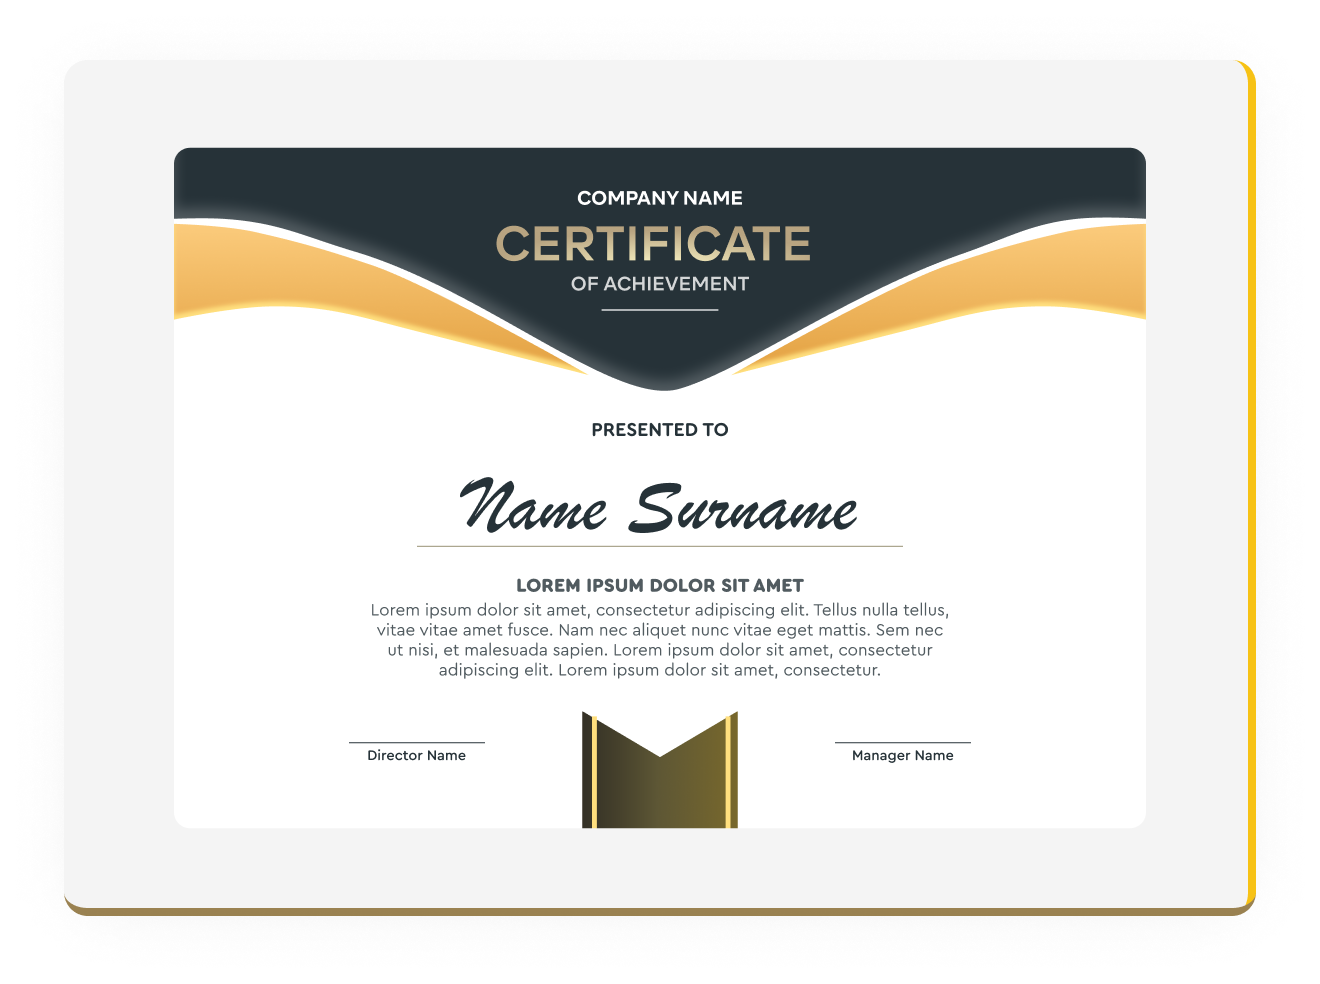 COMPANY NAME
CERTIFICATE
OF ACHIEVEMENT
PRESENTED TO
Name Surname
LOREM IPSUM DOLOR SIT AMET
Lorem ipsum dolor sit amet, consectetur adipiscing elit. Tellus nulla tellus,
vitae vitae amet fusce. Nam nec aliquet nunc vitae eget mattis. Sem nec
ut nisi, et malesuada sapien. Lorem ipsum dolor sit amet, consectetur
adipiscing elit. Lorem ipsum dolor sit amet, consectetur.
Director Name
Manager Name